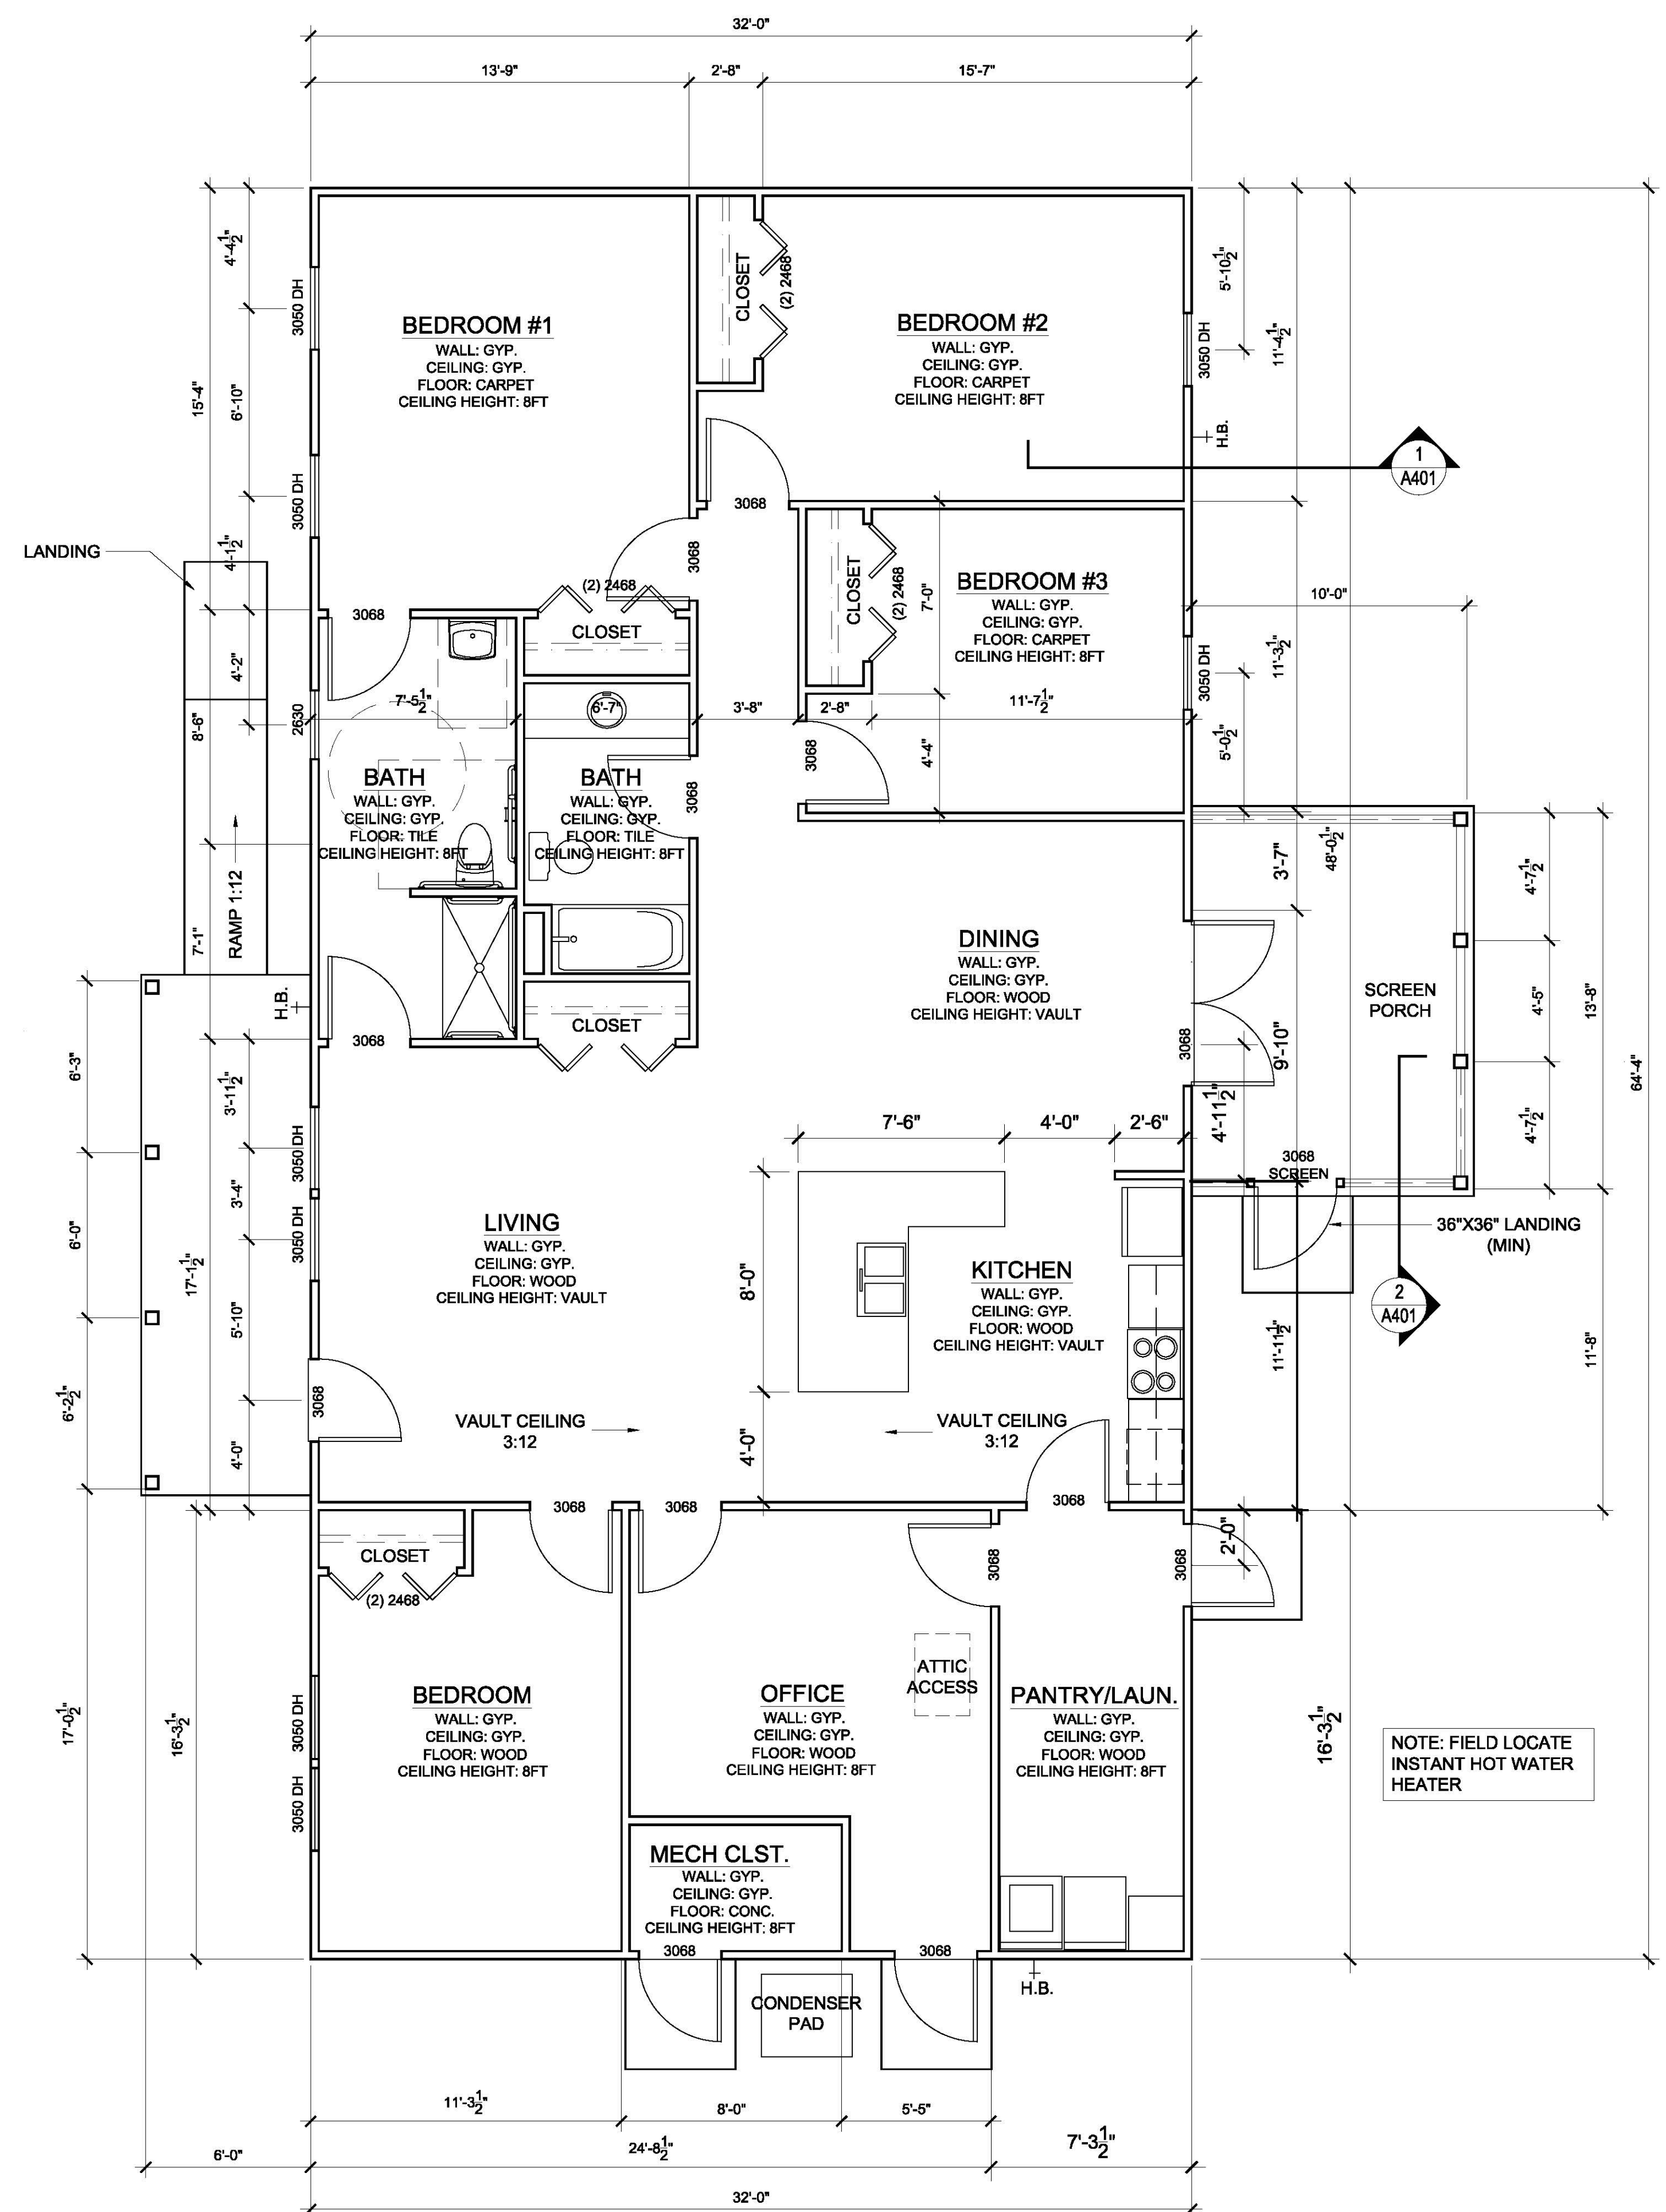 32'-0"
13'-9"
2'-8"
15'-7"
4'-4 1/2"
3050 DH
BEDROOM #1
WALL: GYP.
CEILING: GYP.
FLOOR: CARPET
CEILING HEIGHT: 8FT
CLOSET
(2) 2468
BEDROOM #2
WALL: GYP.
CEILING: GYP.
FLOOR: CARPET
CEILING HEIGHT: 8FT
3050 DH
5'-10 1/2"
11'-4 1/2"
H.B.
1
A401
15'-4"
6'-10"
3050 DH
4'-1 1/2"
LANDING
3068
3068
(2) 2468
CLOSET
3068
CLOSET
(2) 2468
7'-0"
BEDROOM #3
WALL: GYP.
CEILING: GYP.
FLOOR: CARPET
CEILING HEIGHT: 8FT
10'-0"
11'-3 1/2"
3050 DH
5'-0 1/2"
4'-2"
8'-6"
2630
7'-5 1/2"
6'-7"
3'-8"
2'-8"
11'-7 1/2"
3068
4'-4"
BATH
WALL: GYP.
CEILING: GYP.
FLOOR: TILE
CEILING HEIGHT: 8FT
BATH
WALL: GYP.
CEILING: GYP.
FLOOR: TILE
CEILING HEIGHT: 8FT
3068
RAMP 1:12
7'-1"
H.B.
3068
CLOSET
DINING
WALL: GYP.
CEILING: GYP.
FLOOR: WOOD
CEILING HEIGHT: VAULT
3068
3'-7"
48'-0 1/2"
9'-10"
4'-11 1/2"
SCREEN
PORCH
4'-7 1/2"
4'-5"
4'-7 1/2"
13'-8"
64'-4"
3068
SCREEN
36"X36" LANDING
(MIN)
2
A401
6'-3"
6'-0"
6'-2 1/2"
17'-1 1/2"
3'-11 1/2"
3'-4"
5'-10"
4'-0"
3050 DH
3050 DH
3068
LIVING
WALL: GYP.
CEILING: GYP.
FLOOR: WOOD
CEILING HEIGHT: VAULT
VAULT CEILING
3:12
7'-6"
4'-0"
2'-6"
8'-0"
4'-0"
KITCHEN
WALL: GYP.
CEILING: GYP.
FLOOR: WOOD
CEILING HEIGHT: VAULT
VAULT CEILING
3:12
11'-11 1/2"
11'-8"
3068
3068
3068
CLOSET
(2) 2468
3068
3068
2'-0"
17'-0 1/2"
16'-3 1/2"
3050 DH
3050 DH
BEDROOM
WALL: GYP.
CEILING: GYP.
FLOOR: WOOD
CEILING HEIGHT: 8FT
OFFICE
WALL: GYP.
CEILING: GYP.
FLOOR: WOOD
CEILING HEIGHT: 8FT
ATTIC
ACCESS
PANTRY/LAUN.
WALL: GYP.
CEILING: GYP.
FLOOR: WOOD
CEILING HEIGHT: 8FT
16'-3 1/2"
NOTE: FIELD LOCATE
INSTANT HOT WATER
HEATER
MECH CLST.
WALL: GYP.
CEILING: GYP.
FLOOR: CONC.
CEILING HEIGHT: 8FT
3068
3068
H.B.
CONDENSER
PAD
11'-3 1/2"
8'-0"
5'-5"
6'-0"
24'-8 1/2"
7'-3 1/2"
32'-0"